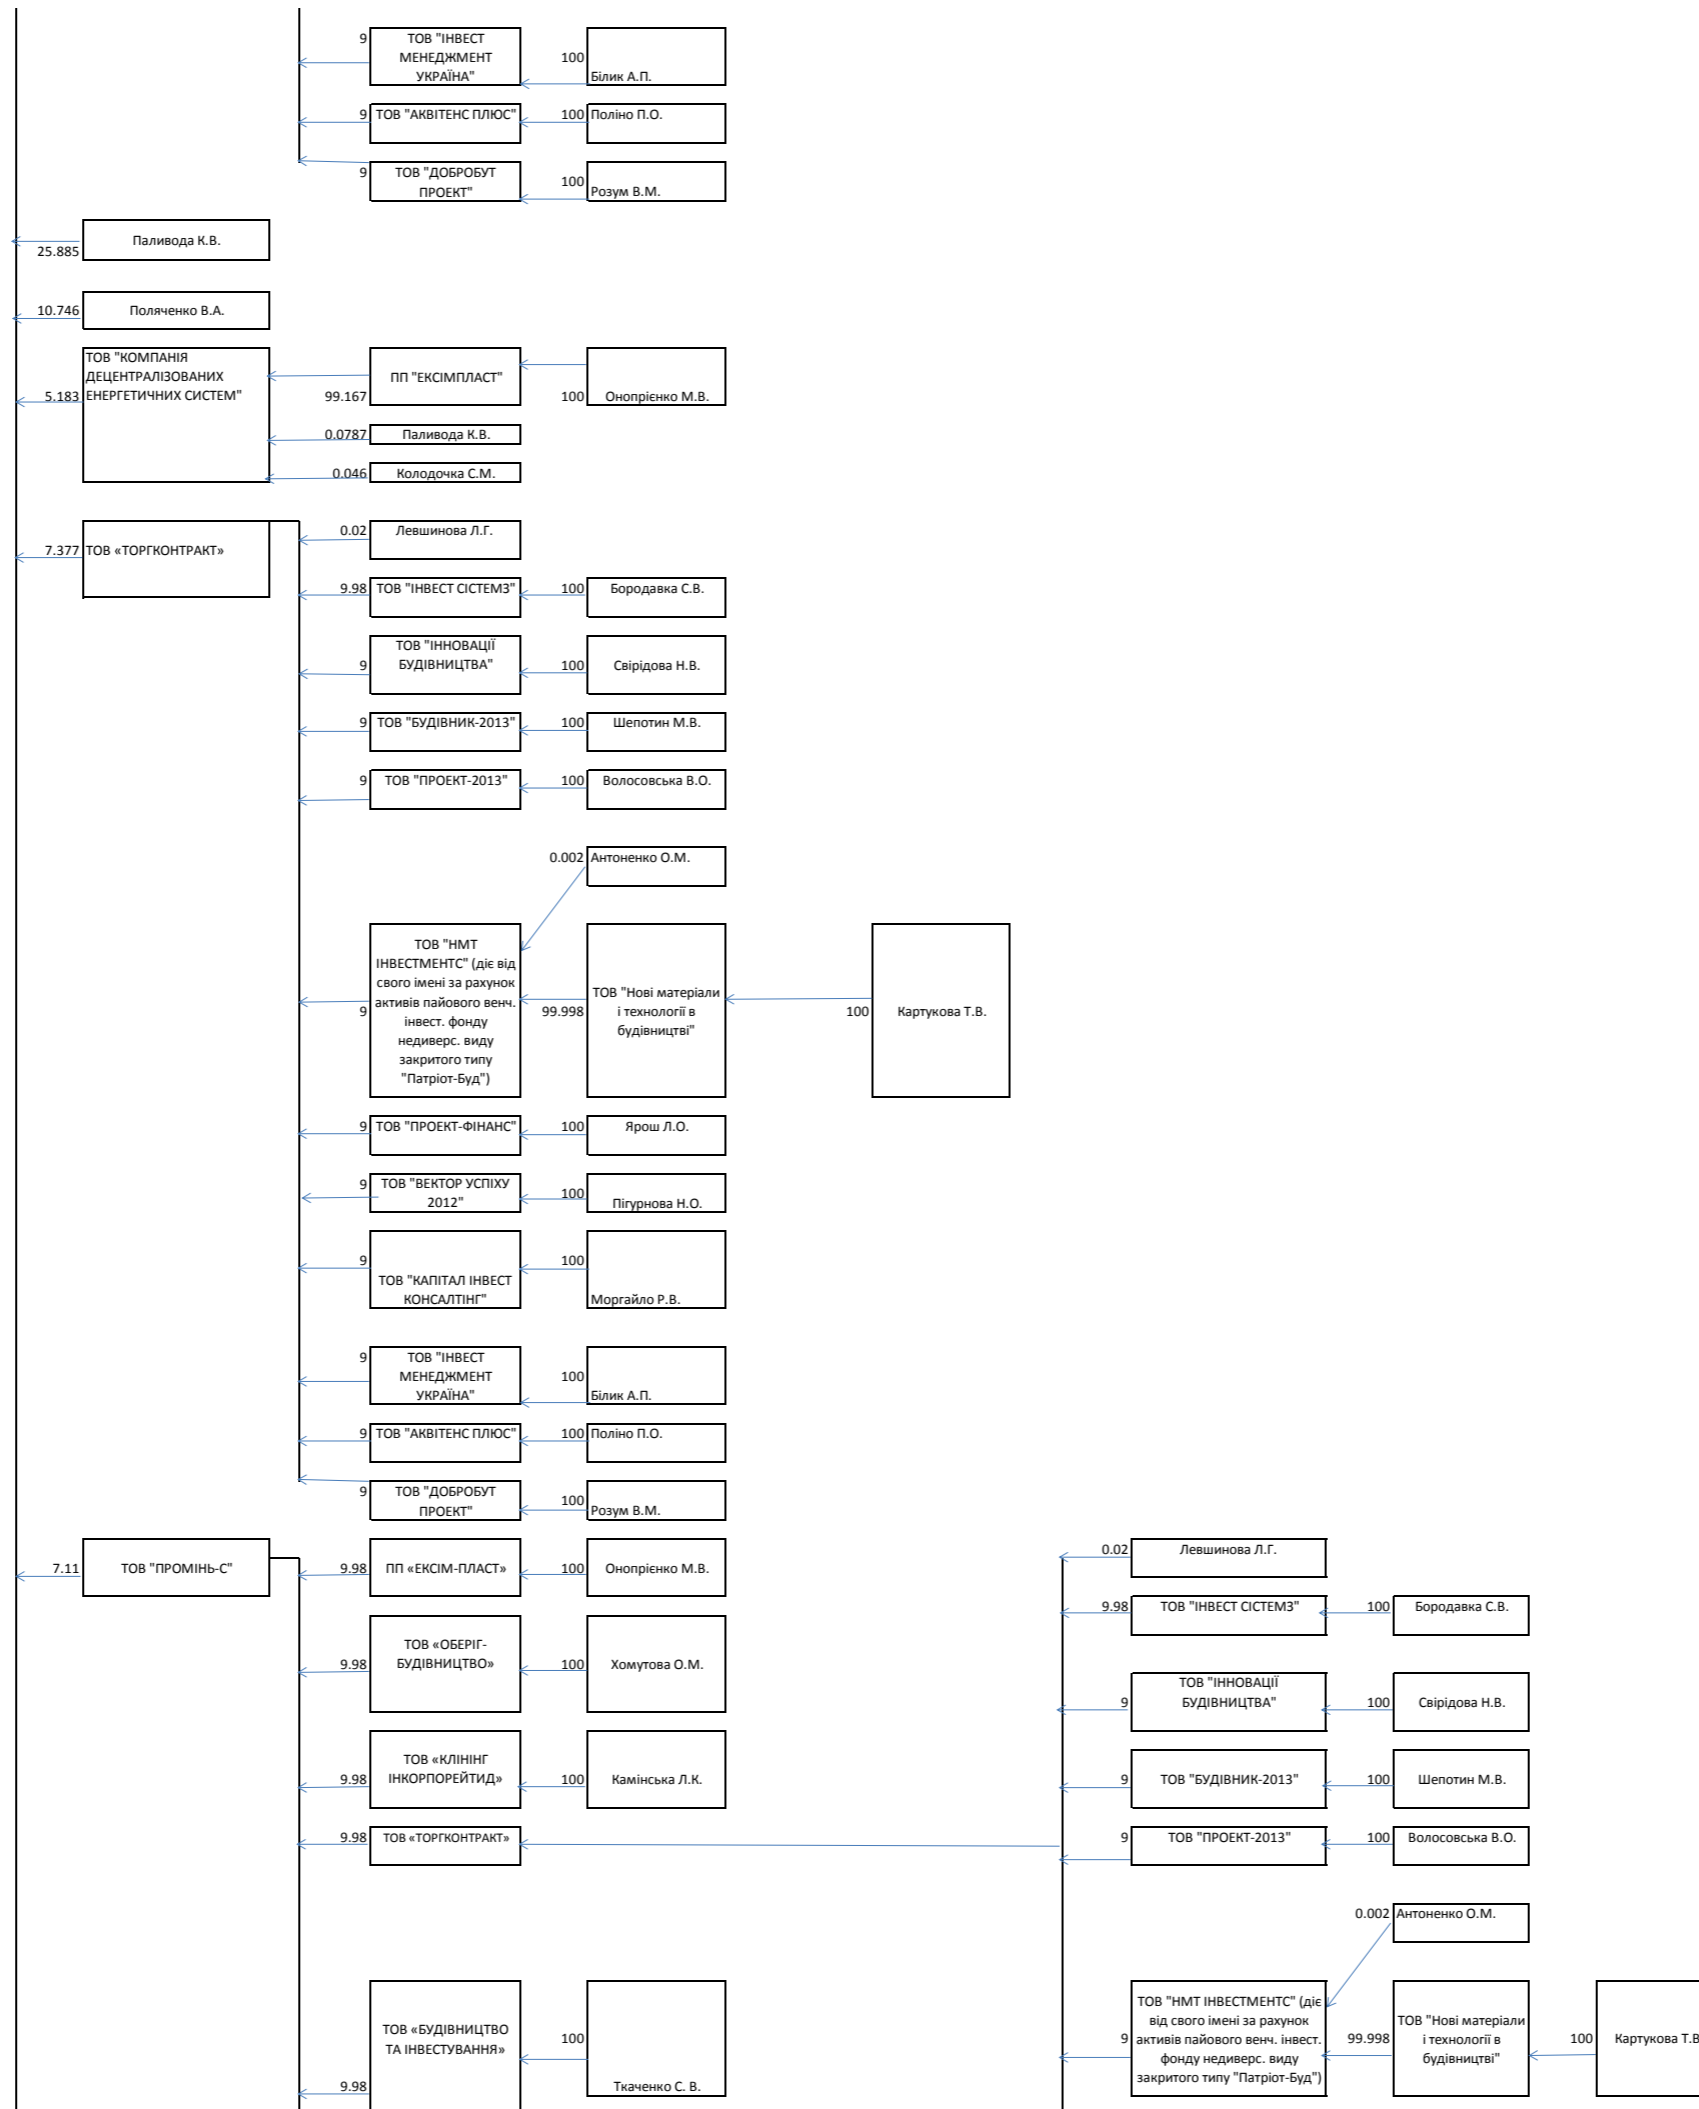 9
ТОВ "ІНВЕСТ
МЕНЕДЖМЕНТ
УКРАЇНА"
100
Білик А.П.
9
ТОВ "АКВІТЕНС ПЛЮС"
100
Поліно П.О.
9
ТОВ "ДОБРОБУТ
ПРОЕКТ"
100
Розум В.М.
25.885
Паливода К.В.
10.746
Поляченко В.А.
5.183
ТОВ "КОМПАНІЯ
ДЕЦЕНТРАЛІЗОВАНИХ
ЕНЕРГЕТИЧНИХ СИСТЕМ"
99.167
ПП "ЕКСІМПЛАСТ"
100
Онопрієнко М.В.
0.0787
Паливода К.В.
0.046
Колодочка С.М.
7.377
ТОВ «ТОРГКОНТРАКТ»
0.02
Левшинова Л.Г.
9.98
ТОВ "ІНВЕСТ СІСТЕМЗ"
100
Бородавка С.В.
9
ТОВ "ІННОВАЦІЇ
БУДІВНИЦТВА"
100
Свірідова Н.В.
9
ТОВ "БУДІВНИК-2013"
100
Шепотин М.В.
9
ТОВ "ПРОЕКТ-2013"
100
Волосовська В.О.
0.002
Антоненко О.М.
9
ТОВ "НМТ
ІНВЕСТМЕНТС" (діє від
свого імені за рахунок
активів пайового венч.
інвест. фонду
недиверс. виду
закритого типу
"Патріот-Буд")
99.998
ТОВ "Нові матеріали
і технології в
будівництві"
100
Картукова Т.В.
9
ТОВ "ПРОЕКТ-ФІНАНС"
100
Ярош Л.О.
9
ТОВ "ВЕКТОР УСПІХУ
2012"
100
Пігурнова Н.О.
9
ТОВ "КАПІТАЛ ІНВЕСТ
КОНСАЛТІНГ"
100
Моргайло Р.В.
9
ТОВ "ІНВЕСТ
МЕНЕДЖМЕНТ
УКРАЇНА"
100
Білик А.П.
9
ТОВ "АКВІТЕНС ПЛЮС"
100
Поліно П.О.
9
ТОВ "ДОБРОБУТ
ПРОЕКТ"
100
Розум В.М.
7.11
ТОВ "ПРОМІНЬ-С"
9.98
ПП «ЕКСІМ-ПЛАСТ»
100
Онопрієнко М.В.
9.98
ТОВ «ОБЕРІГ-
БУДІВНИЦТВО»
100
Хомутова О.М.
9.98
ТОВ «КЛІНІНГ
ІНКОРПОРЕЙТИД»
100
Камінська Л.К.
9.98
ТОВ «ТОРГКОНТРАКТ»
9.98
ТОВ «БУДІВНИЦТВО
ТА ІНВЕСТУВАННЯ»
100
Ткаченко С. В.
0.02
Левшинова Л.Г.
9.98
ТОВ "ІНВЕСТ СІСТЕМЗ"
100
Бородавка С.В.
9
ТОВ "ІННОВАЦІЇ
БУДІВНИЦТВА"
100
Свірідова Н.В.
9
ТОВ "БУДІВНИК-2013"
100
Шепотин М.В.
9
ТОВ "ПРОЕКТ-2013"
100
Волосовська В.О.
0.002
Антоненко О.М.
9
ТОВ "НМТ ІНВЕСТМЕНТС" (діє
від свого імені за рахунок
активів пайового венч. інвест.
фонду недиверс. виду
закритого типу "Патріот-Буд")
99.998
ТОВ "Нові матеріали
і технології в
будівництві"
100
Картукова Т.В